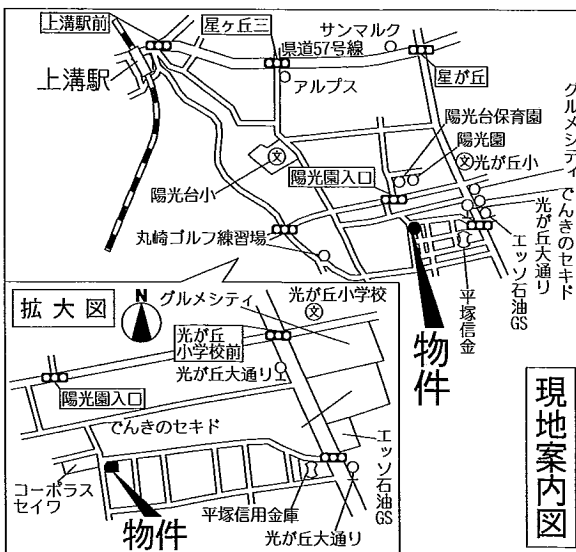 上溝駅前
星ヶ丘三
サンマルク
県道57号線
上溝駅
アルプス
星が丘
グルメシティ
でんきのセキド
陽光台保育園
陽光園
光が丘小
陽光台小
陽光園入口
光が丘大通り
エッソ石油GS
丸崎ゴルフ練習場
平塚信金
物件
拡大図
N
グルメシティ
光が丘小学校
光が丘
小学校前
光が丘大通り
陽光園入口
でんきのセキド
エッソ石油GS
コーポラス
セイワ
平塚信用金庫
物件
光が丘大通り
現地案内図